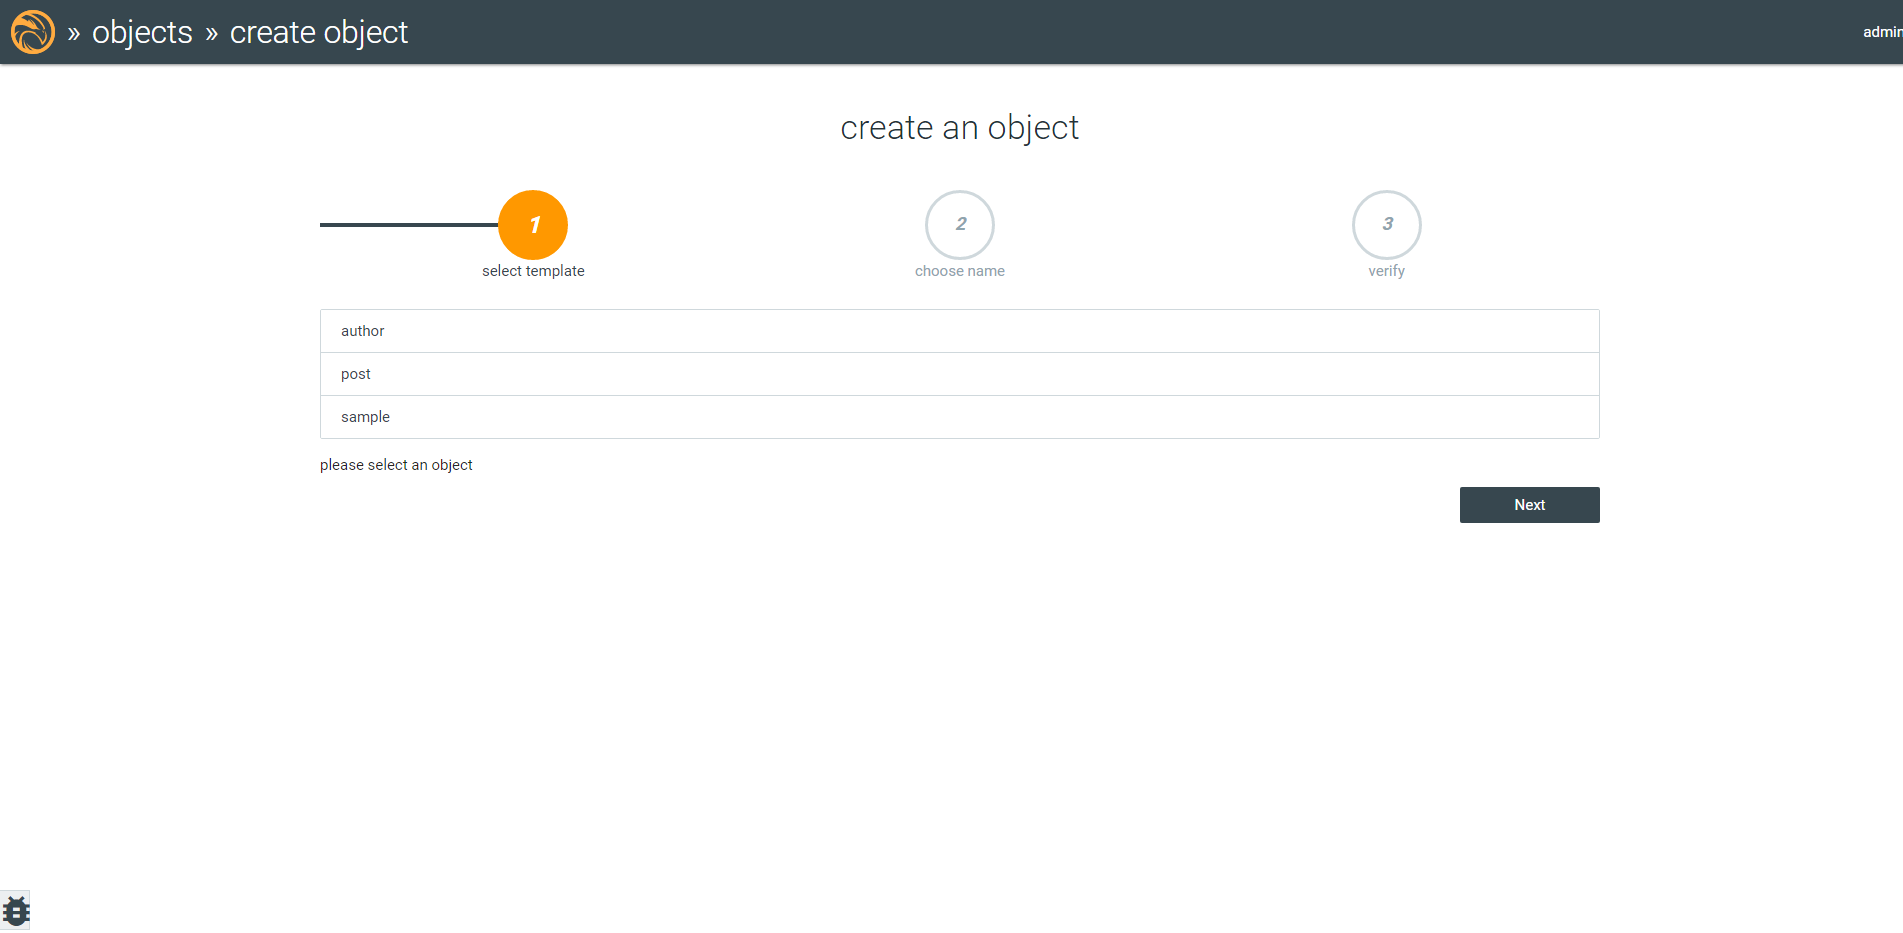 » objects » create object
admin
create an object
1
2
3
select template
choose name
verify
author
post
sample
please select an object
Next